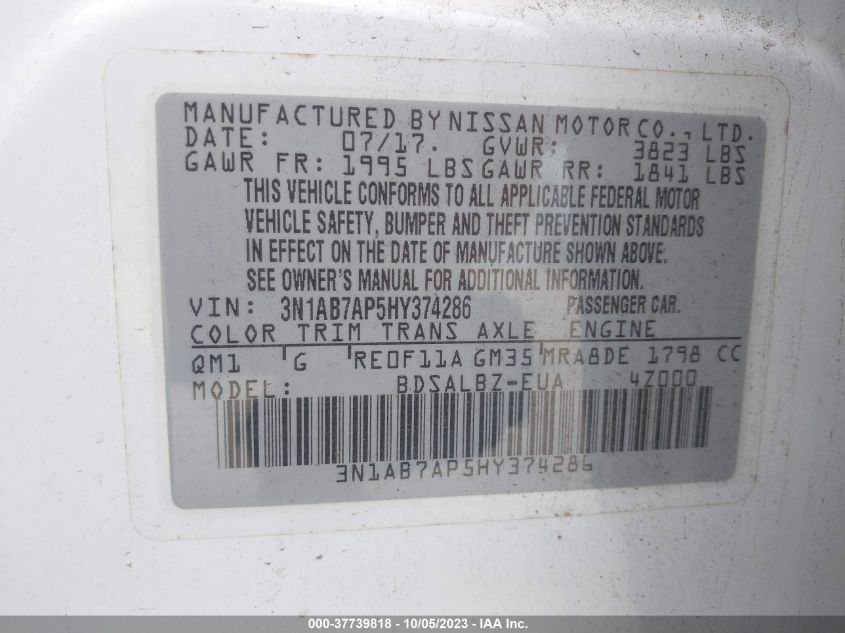 MANUFACTURED BY NISSAN MOTOR CO., LTD.
DATE: 07/17. GVWR: 3823 LBS
GAWR FR: 1995 LBS GAWR RR: 1841 LBS
THIS VEHICLE CONFORMS TO ALL APPLICABLE FEDERAL MOTOR
VEHICLE SAFETY, BUMPER AND THEFT PREVENTION STANDARDS
IN EFFECT ON THE DATE OF MANUFACTURE SHOWN ABOVE.
SEE OWNER'S MANUAL FOR ADDITIONAL INFORMATION.
VIN: 3N1AB7AP5HY374286 PASSENGER CAR.
COLOR TRIM TRANS AXLE ENGINE
QM1 G RE0F11A GM35 MRA8DE 1798 CC
MODEL: BDSALBZ-EUA 4Z000
3N1AB7AP5HY374286
000-37739818 - 10/05/2023 - IAA Inc.